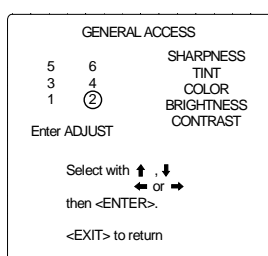 GENERAL ACCESS
5 6
3 4
1 2
Enter ADJUST
SHARPNESS
TINT
COLOR
BRIGHTNESS
CONTRAST
Select with ↑ , ↓
← or →
then <ENTER>.
<EXIT> to return